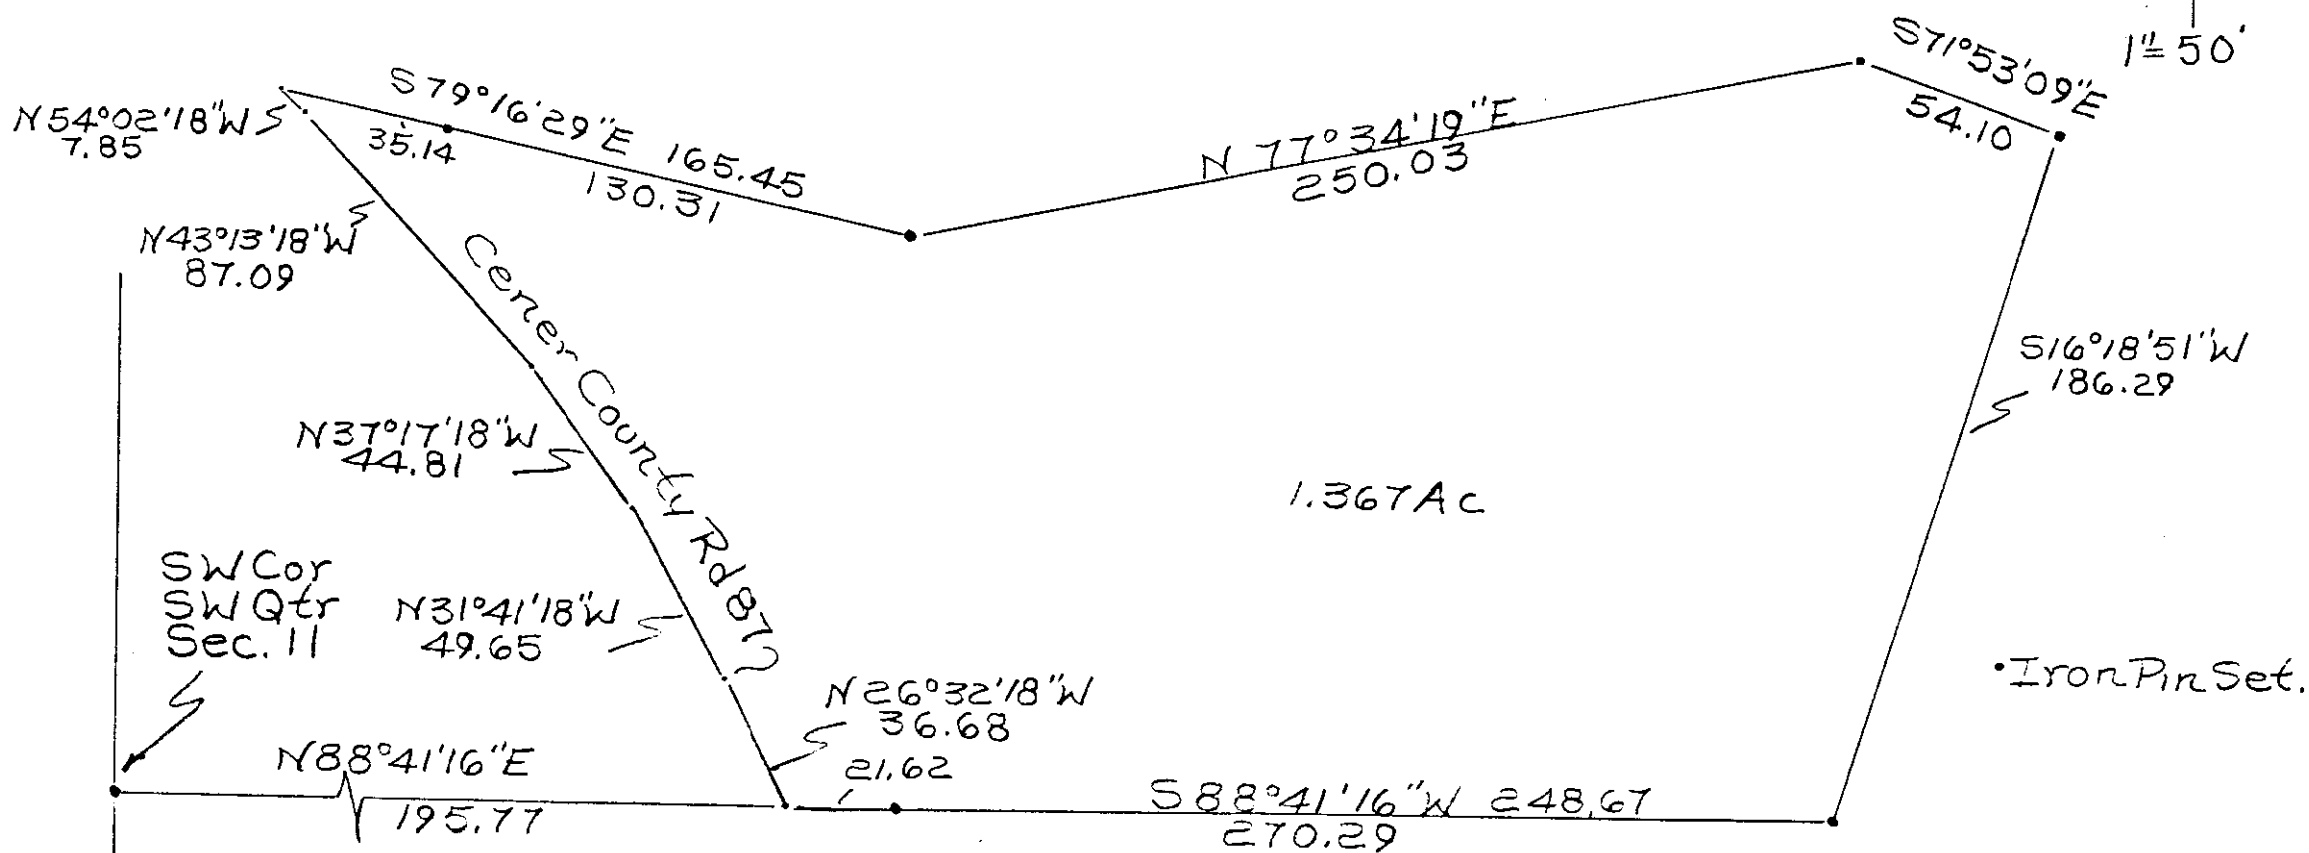 1"=50'
S71°53'09"E
54.10
S79°16'29"E 165.45
35.14
130.31
N54°02'18"W
7.85
N 77°34'19"E
250.03
N43°13'18"W
87.09
Cener County Rd 87?
S16°18'51"W
186.29
N37°17'18"W
44.81
1.367 Ac
SW Cor
SW Qtr
Sec. 11
N31°41'18"W
49.65
•Iron Pin Set.
N26°32'18"W
36.68
21.62
N88°41'16"E
195.77
S88°41'16"W 248.67
270.29